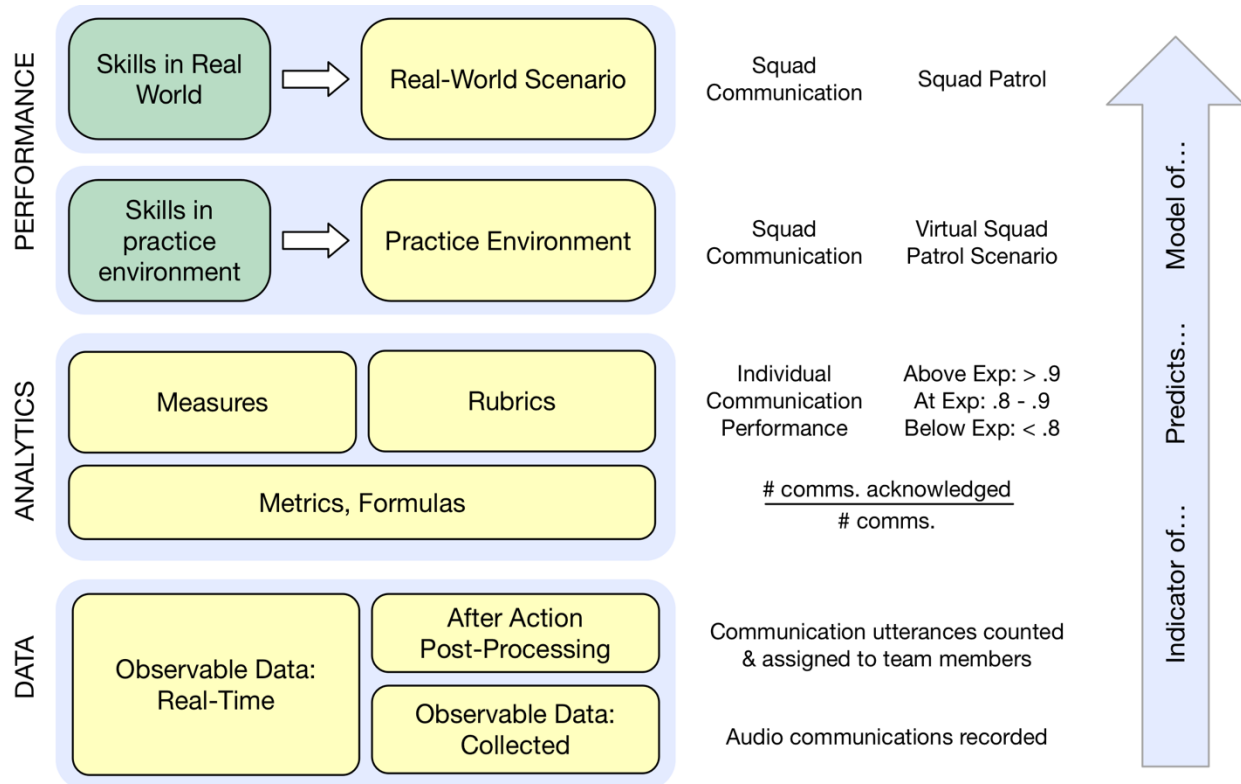 PERFORMANCE
Skills in Real
World
Real-World Scenario
Squad
Communication
Squad Patrol
Skills in
practice
environment
Practice Environment
Squad
Communication
Virtual Squad
Patrol Scenario
ANALYTICS
Measures
Rubrics
Individual
Communication
Performance
Above Exp: > .9
At Exp: .8 - .9
Below Exp: < .8
Metrics, Formulas
# comms. acknowledged
# comms.
DATA
Observable Data:
Real-Time
After Action
Post-Processing
Observable Data:
Collected
Communication utterances counted
& assigned to team members
Audio communications recorded
Indicator of...
Predicts...
Model of...